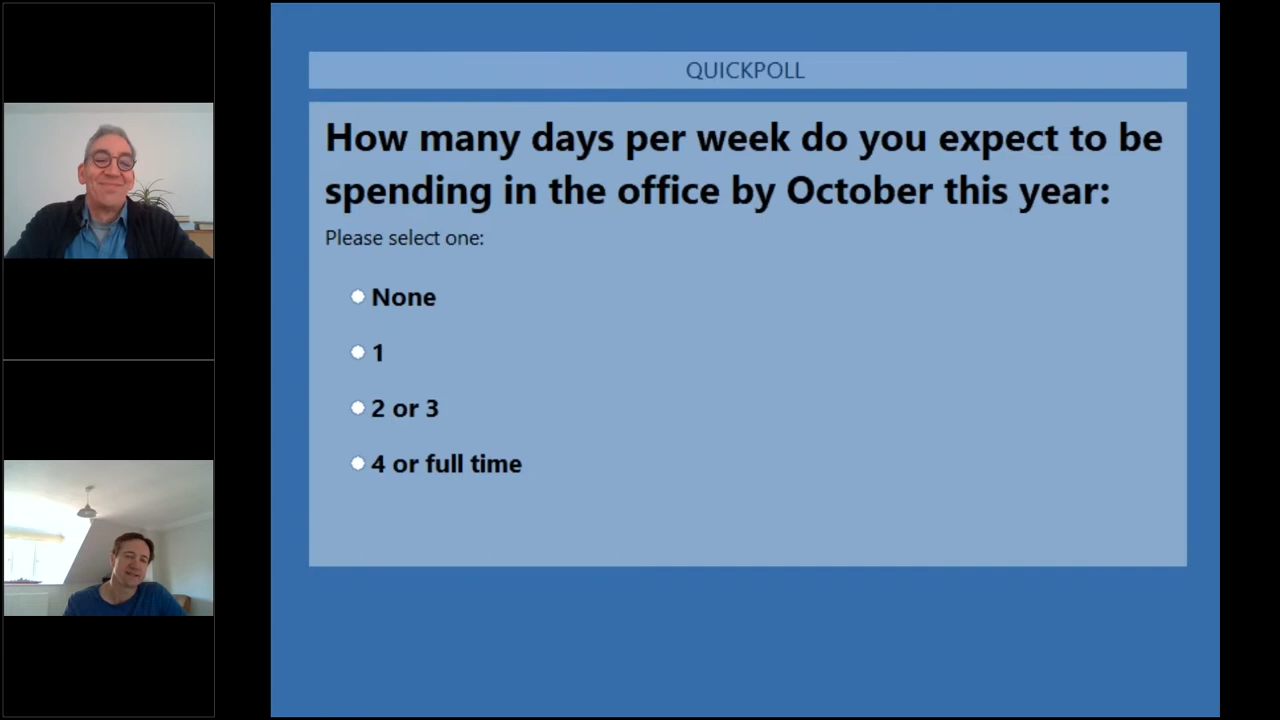 QUICKPOLL
How many days per week do you expect to be
spending in the office by October this year:
Please select one:
None
1
2 or 3
4 or full time